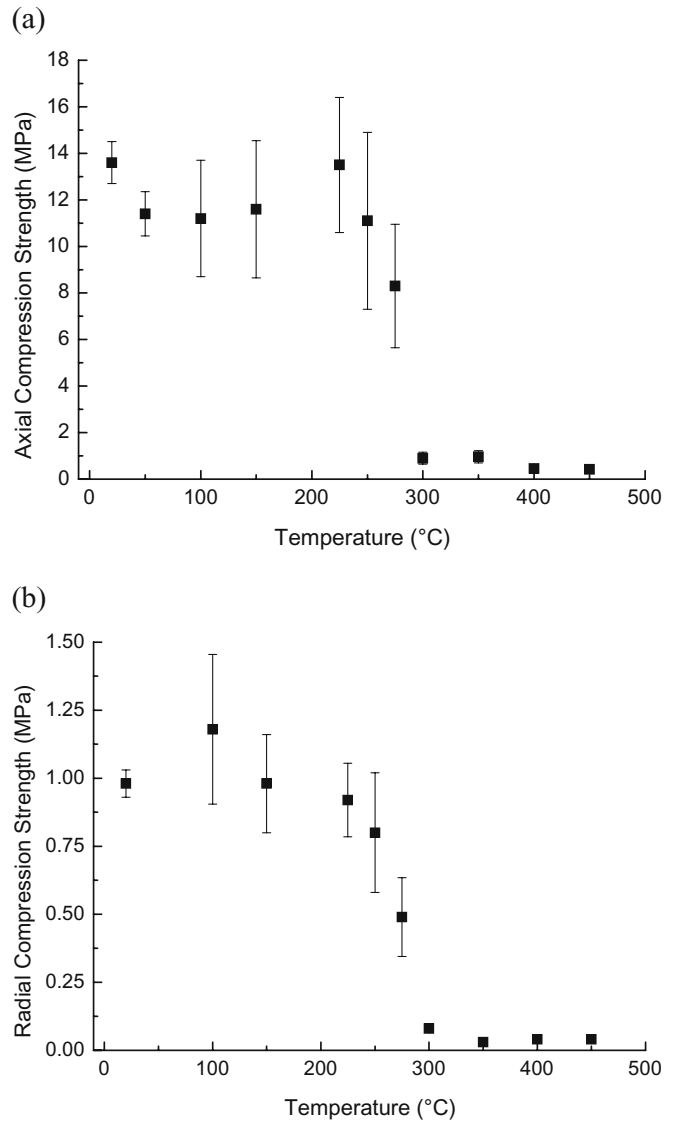 (a)
18
16
14
12
10
8
6
4
2
0
Axial Compression Strength (MPa)
0 100 200 300 400 500
Temperature (°C)
(b)
1.50
1.25
1.00
0.75
0.50
0.25
0.00
Radial Compression Strength (MPa)
0 100 200 300 400 500
Temperature (°C)